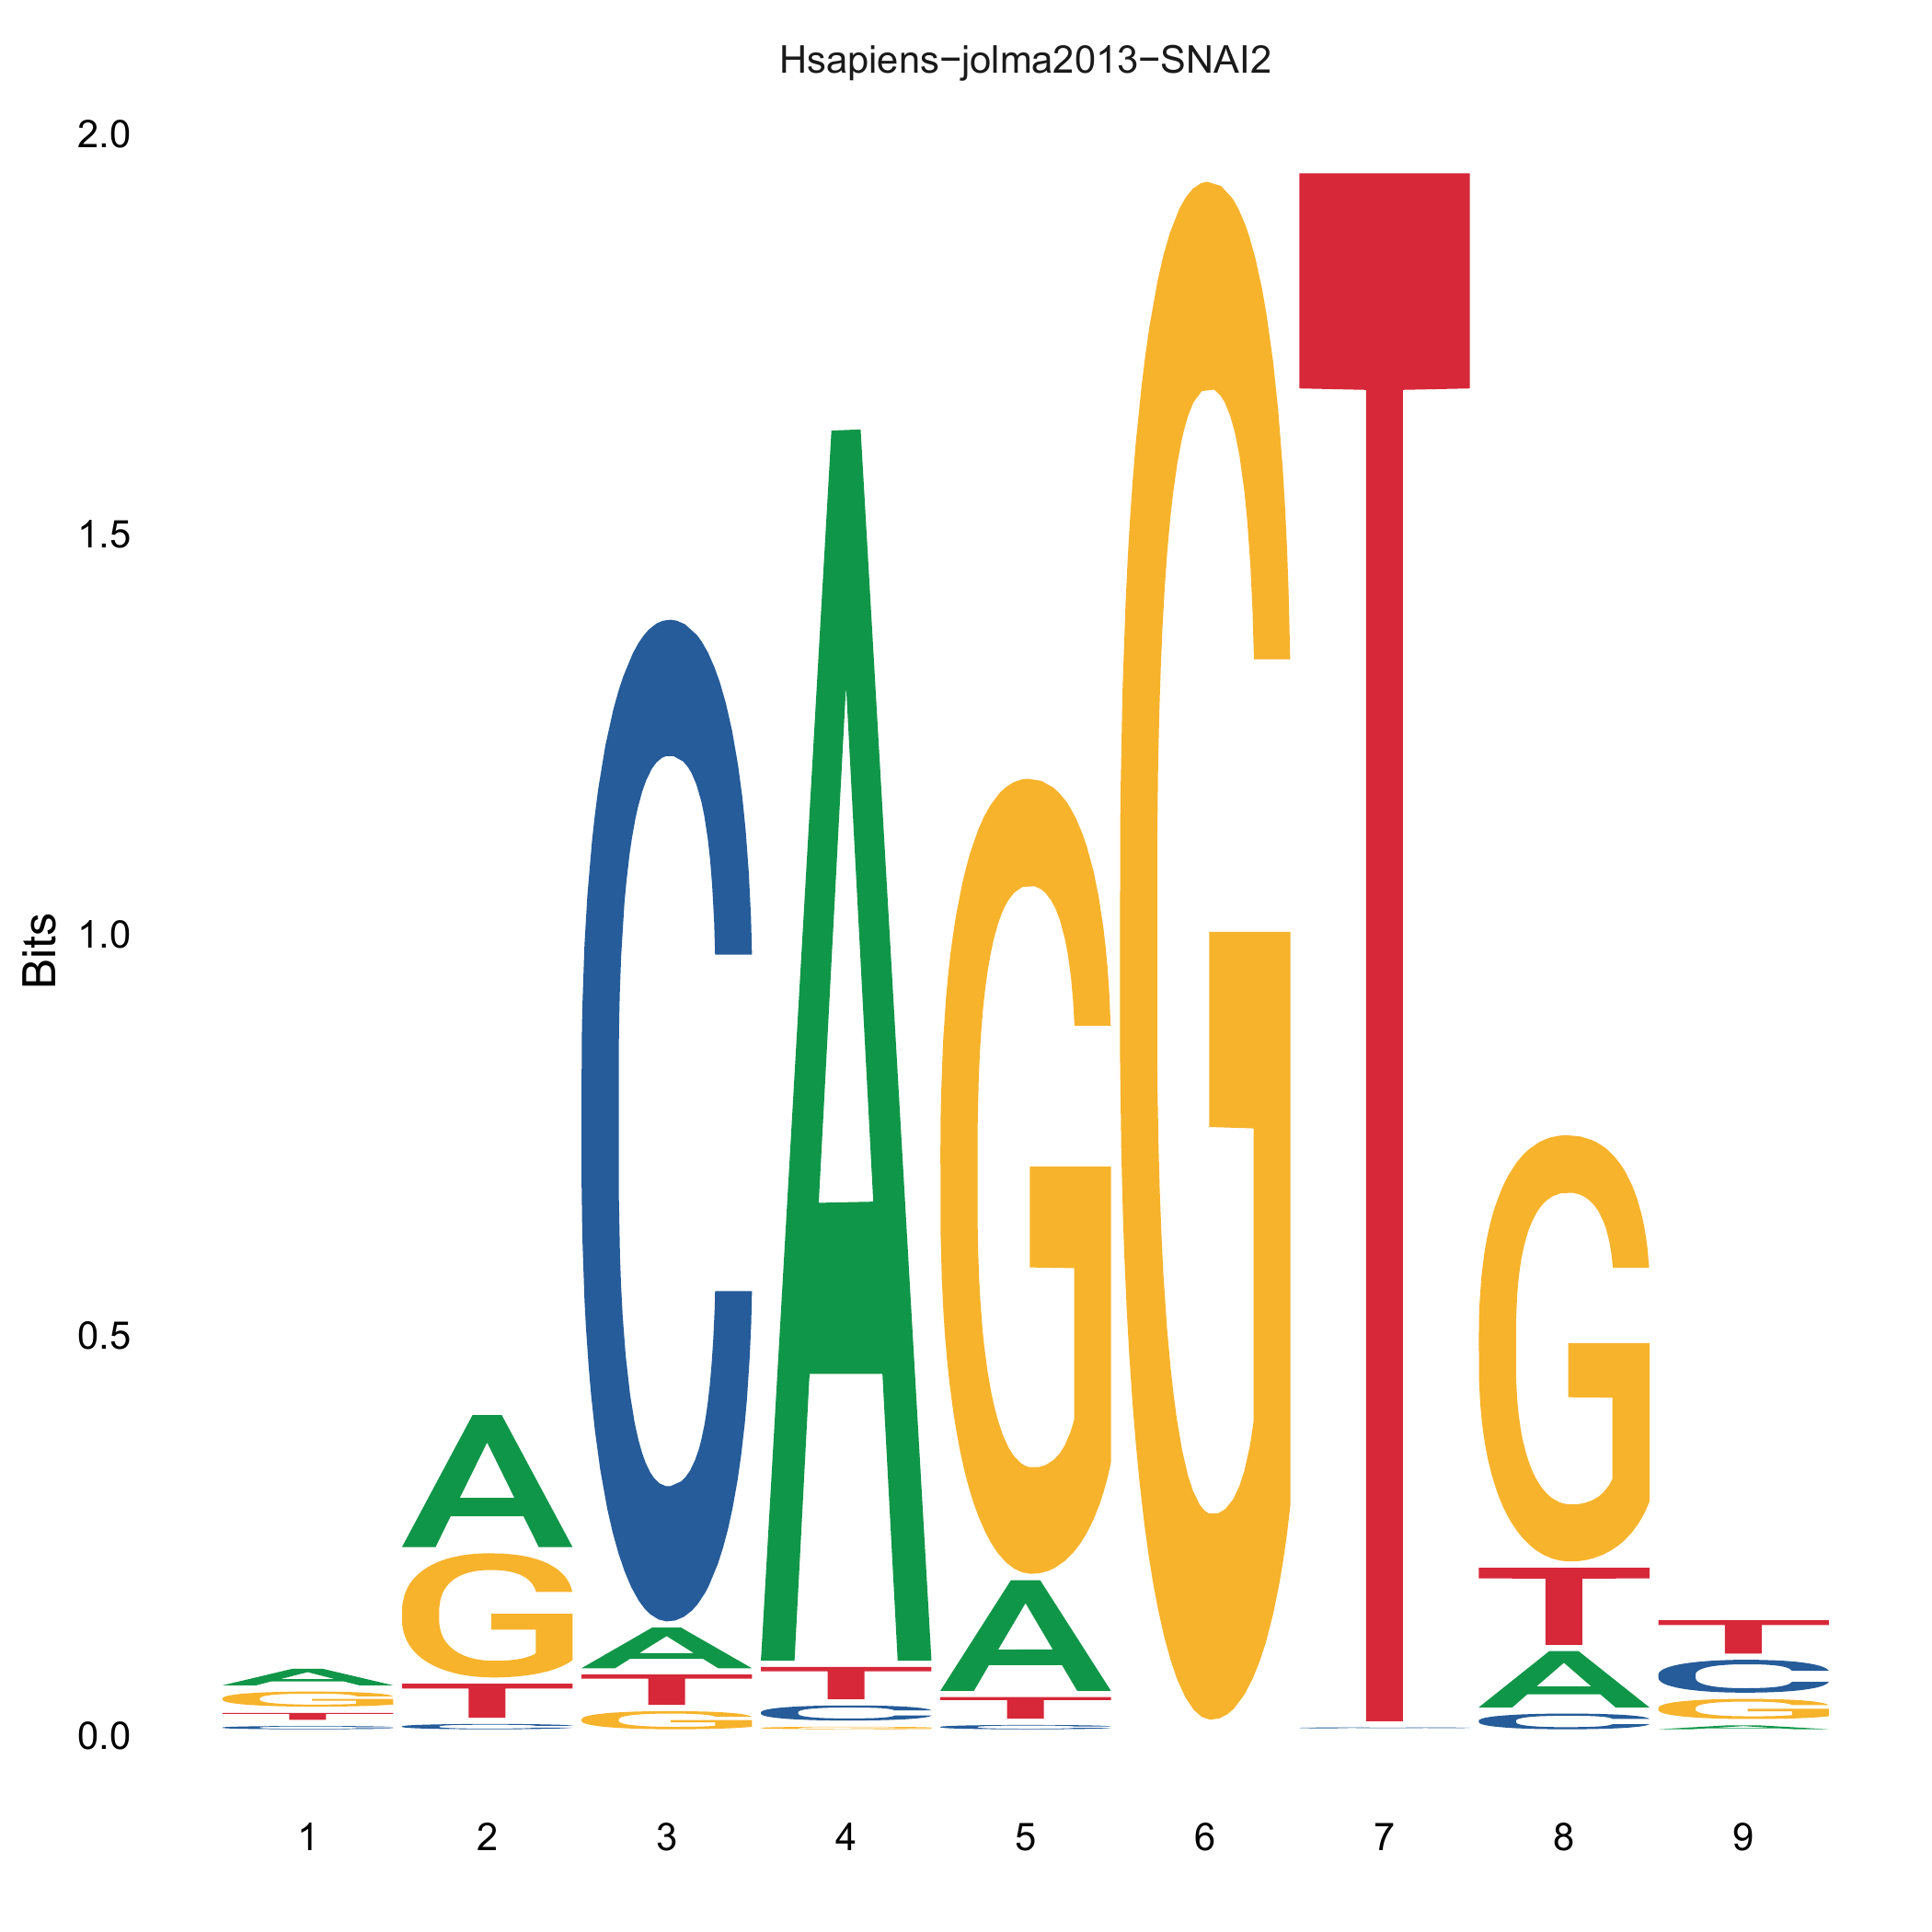 Hsapiens−jolma2013−SNAI2
2.0
1.5
1.0
0.5
0.0
Bits
A G T C
A G T C
C A T G
A T C G
G A T C
G
T C
G T A C
T C G A
1 2 3 4 5 6 7 8 9